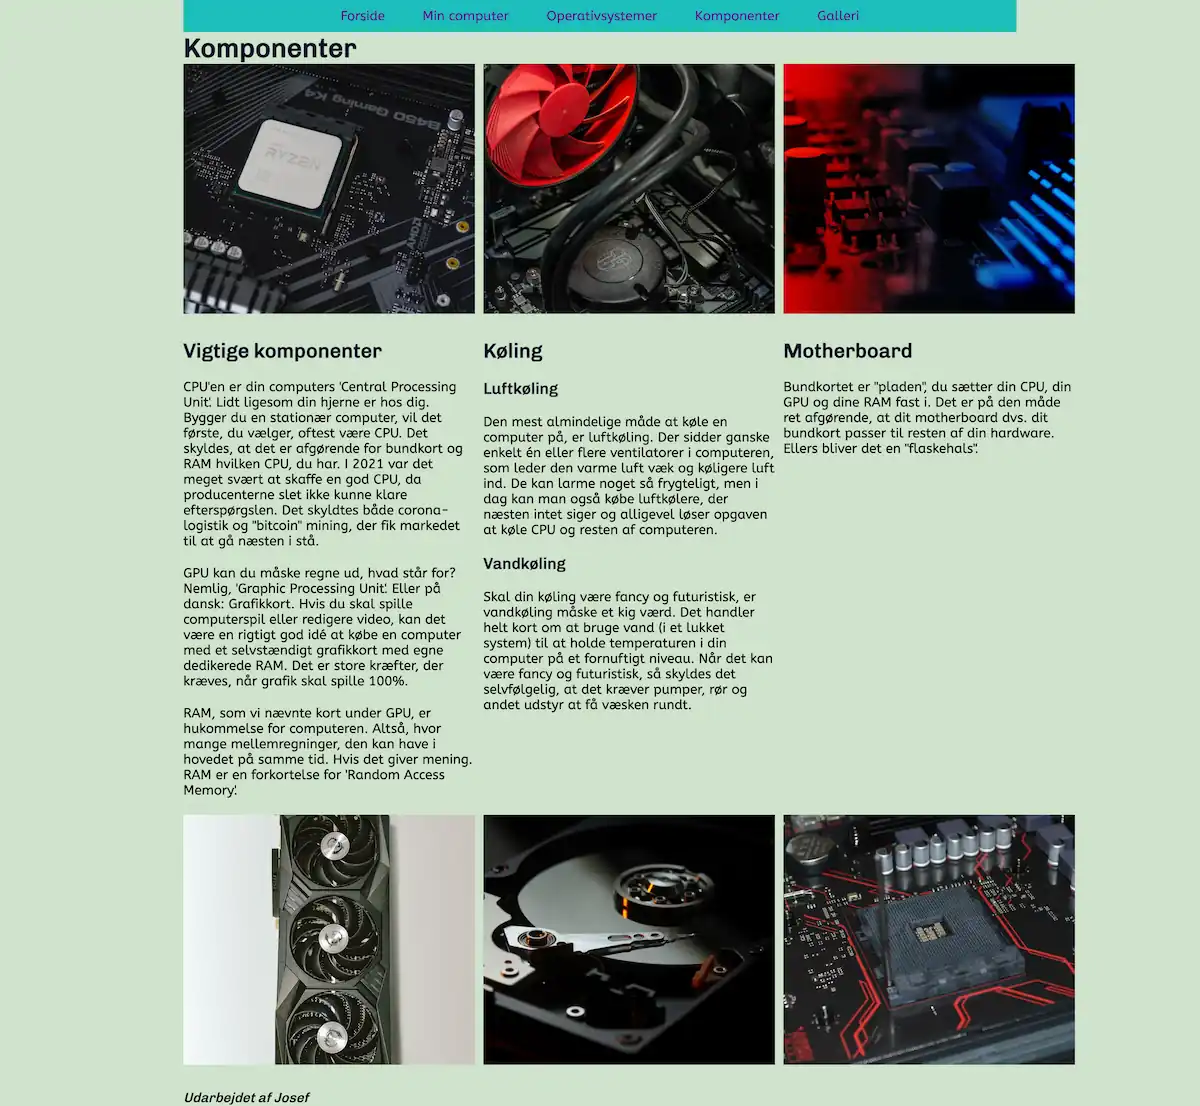 Forside Min computer Operativsystemer Komponenter Galleri
Komponenter
B450 Gaming K4
RYZEN
AMD
Vigtige komponenter
CPU'en er din computers 'Central Processing
Unit'. Lidt ligesom din hjerne er hos dig.
Bygger du en stationær computer, vil det
første, du vælger, oftest være CPU. Det
skyldes, at det er afgørende for bundkort og
RAM hvilken CPU, du har. I 2021 var det
meget svært at skaffe en god CPU, da
producenterne slet ikke kunne klare
efterspørgslen. Det skyldtes både corona-
logistik og "bitcoin" mining, der fik markedet
til at gå næsten i stå.
GPU kan du måske regne ud, hvad står for?
Nemlig, 'Graphic Processing Unit'. Eller på
dansk: Grafikkort. Hvis du skal spille
computerspil eller redigere video, kan det
være en rigtigt god idé at købe en computer
med et selvstændigt grafikkort med egne
dedikerede RAM. Det er store kræfter, der
kræves, når grafik skal spille 100%.
RAM, som vi nævnte kort under GPU, er
hukommelse for computeren. Altså, hvor
mange mellemregninger, den kan have i
hovedet på samme tid. Hvis det giver mening.
RAM er en forkortelse for 'Random Access
Memory'.
Køling
Luftkøling
Den mest almindelige måde at køle en
computer på, er luftkøling. Der sidder ganske
enkelt én eller flere ventilatorer i computeren,
som leder den varme luft væk og køligere luft
ind. De kan larme noget så frygteligt, men i
dag kan man også købe luftkølere, der
næsten intet siger og alligevel løser opgaven
at køle CPU og resten af computeren.
Vandkøling
Skal din køling være fancy og futuristisk, er
vandkøling måske et kig værd. Det handler
helt kort om at bruge vand (i et lukket
system) til at holde temperaturen i din
computer på et fornuftigt niveau. Når det kan
være fancy og futuristisk, så skyldes det
selvfølgelig, at det kræver pumper, rør og
andet udstyr at få væsken rundt.
Motherboard
Bundkortet er "pladen", du sætter din CPU, din
GPU og dine RAM fast i. Det er på den måde
ret afgørende, at dit motherboard dvs. dit
bundkort passer til resten af din hardware.
Ellers bliver det en "flaskehals".
Udarbejdet af Josef